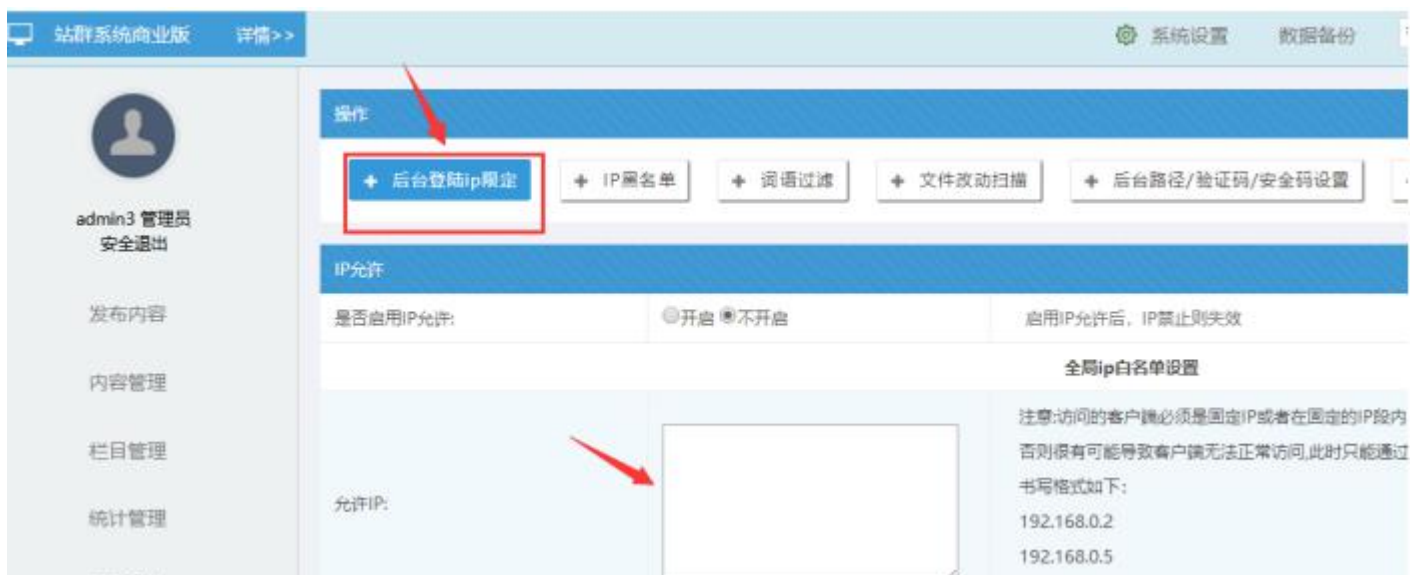 站群系统商业版 详情>>
系统设置 数据备份
操作
+ 后台登陆ip限定 + IP黑名单 + 词语过滤 + 文件改动扫描 + 后台路径/验证码/安全码设置
admin3 管理员
安全退出
IP允许
发布内容
是否启用IP允许: 开启 不开启 启用IP允许后，IP禁止则失效
全局ip白名单设置
内容管理
注意:访问的客户端必须是固定IP或者在固定的IP段内
栏目管理
否则很有可能导致客户端无法正常访问,此时只能通过
允许IP:
书写格式如下:
统计管理
192.168.0.2
192.168.0.5